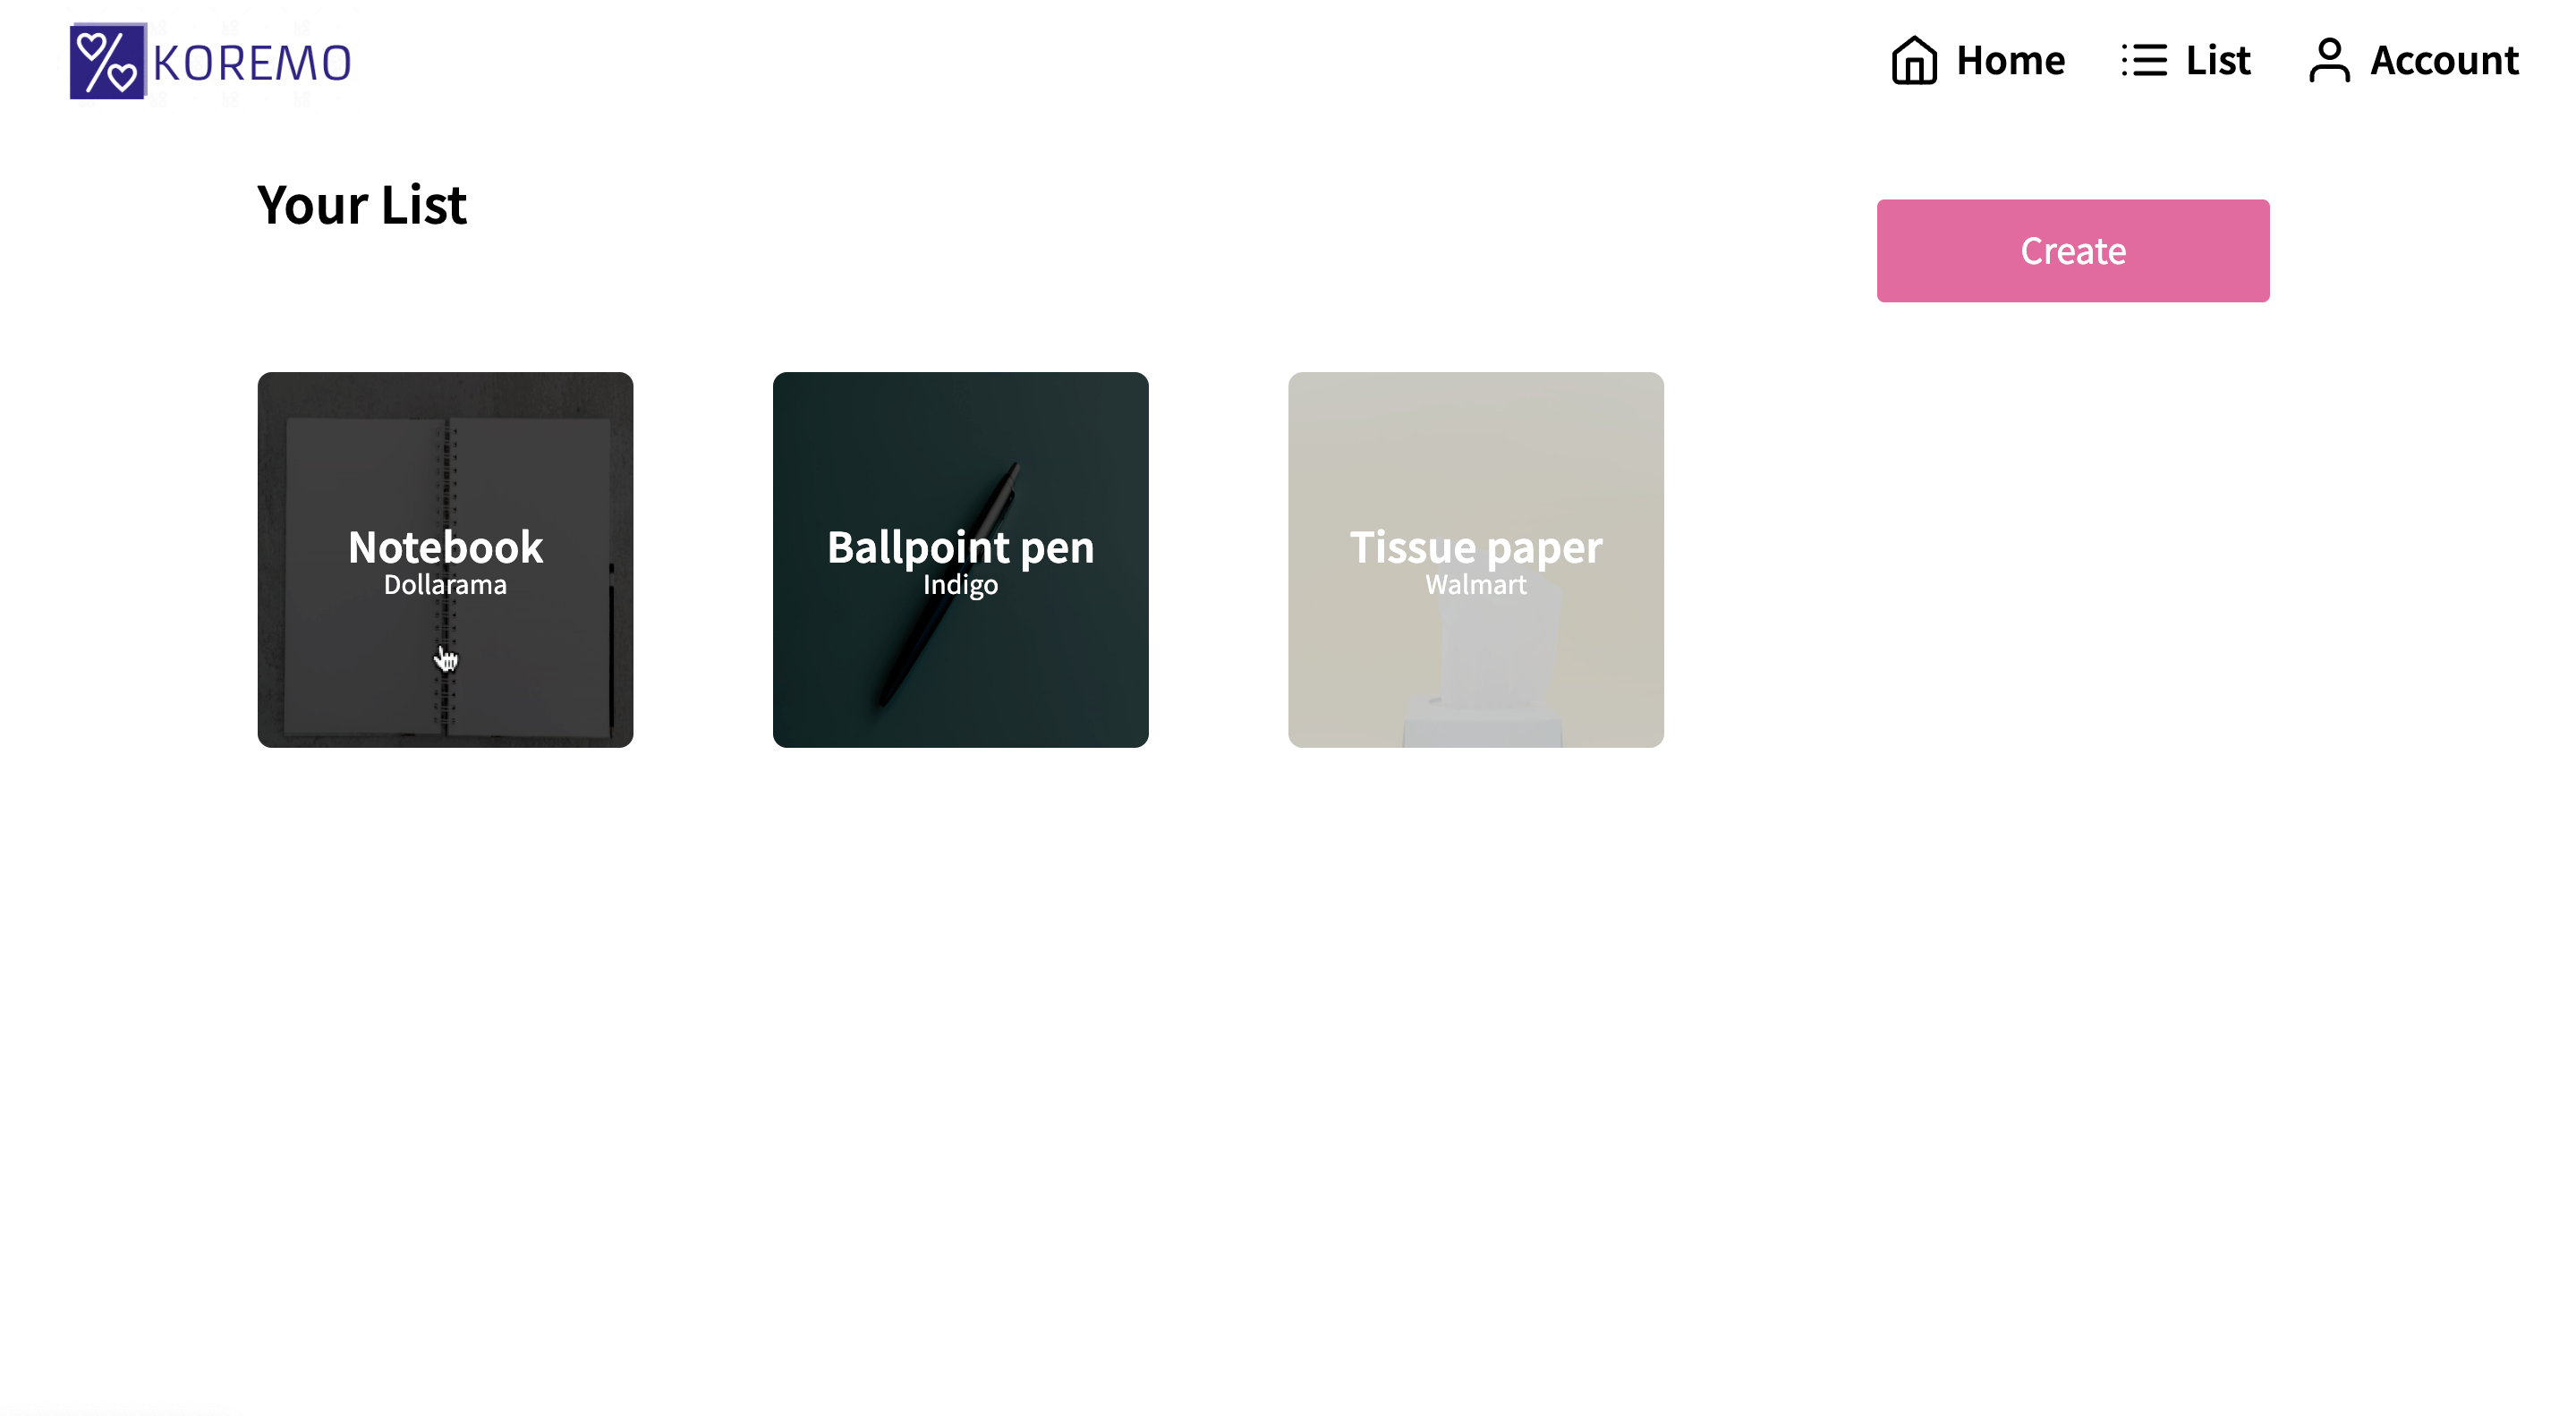 KOREMO
Home
List
Account
Your List
Create
Notebook
Dollarama
Ballpoint pen
Indigo
Tissue paper
Walmart